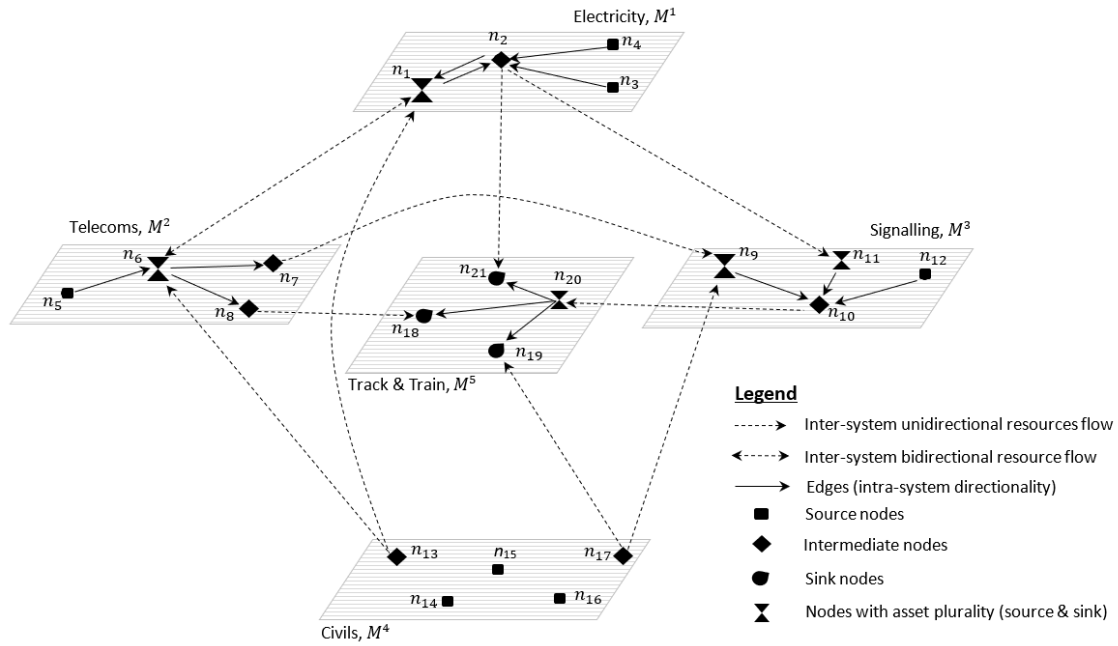 Electricity, M¹
n₂
n₄
n₁
n₃
Telecoms, M²
n₆
n₇
n₅
n₈
Signalling, M³
n₉
n₁₁
n₁₂
n₁₀
n₂₁
n₂₀
n₁₈
n₁₉
Track & Train, M⁵
Legend
Inter-system unidirectional resources flow
Inter-system bidirectional resource flow
Edges (intra-system directionality)
Source nodes
Intermediate nodes
Sink nodes
Nodes with asset plurality (source & sink)
n₁₃
n₁₅
n₁₇
n₁₄
n₁₆
Civils, M⁴